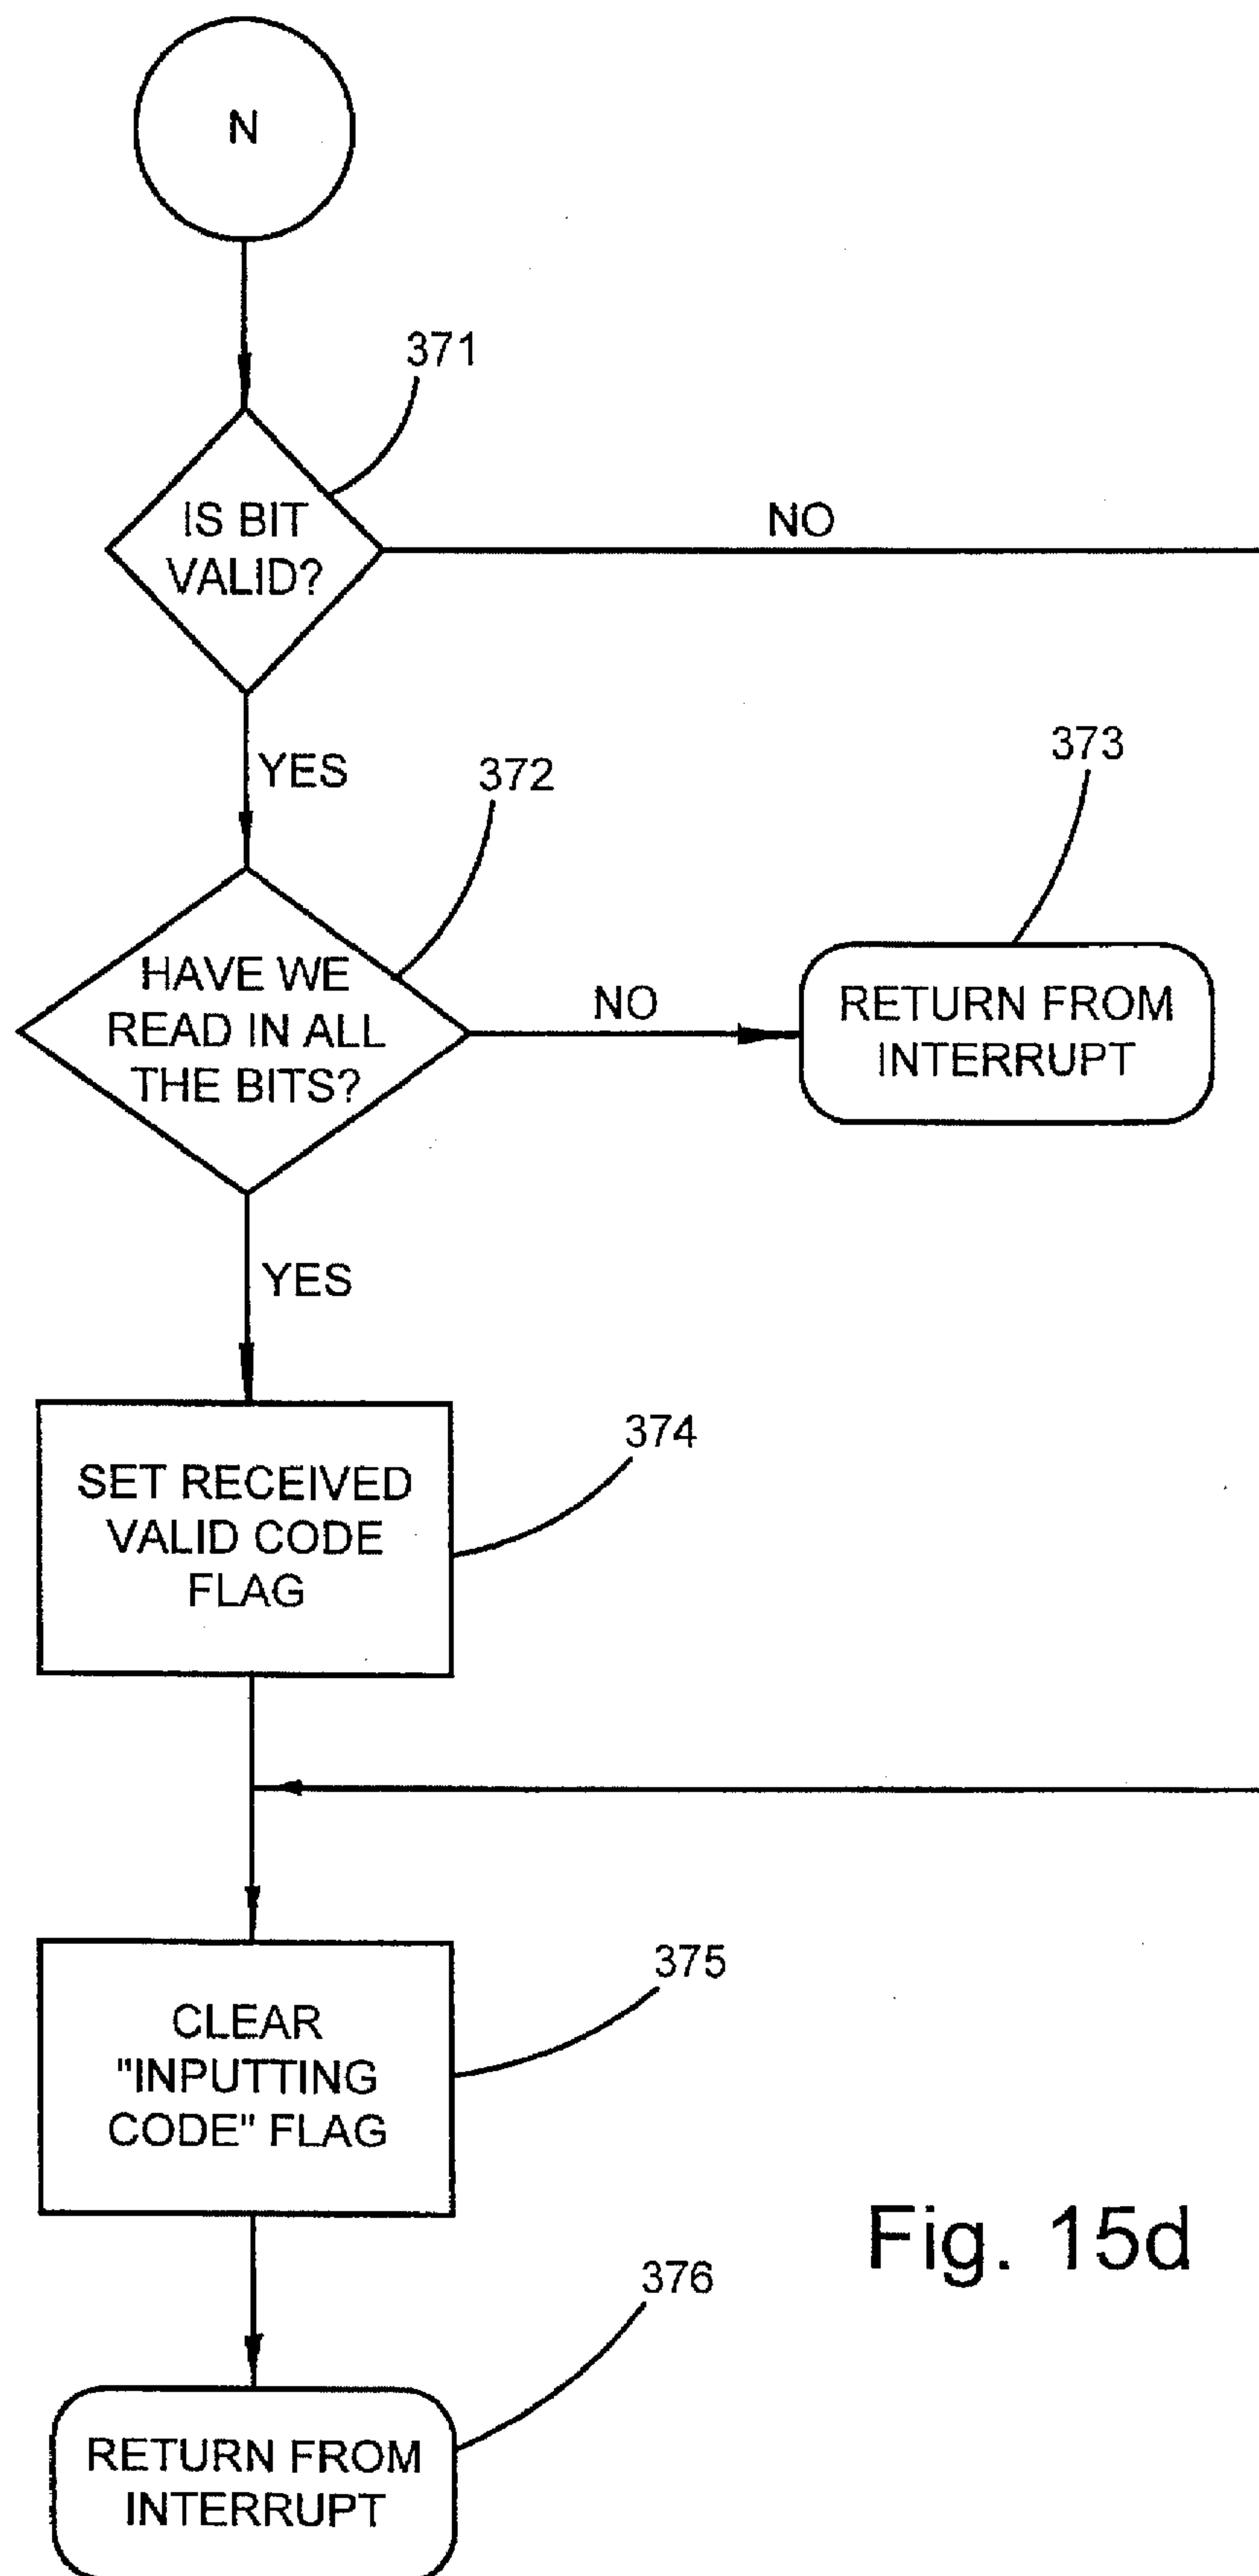 N
371
IS BIT
VALID?
NO
YES
372
373
HAVE WE
READ IN ALL
THE BITS?
NO
RETURN FROM
INTERRUPT
YES
374
SET RECEIVED
VALID CODE
FLAG
375
CLEAR
"INPUTTING
CODE" FLAG
Fig. 15d
376
RETURN FROM
INTERRUPT